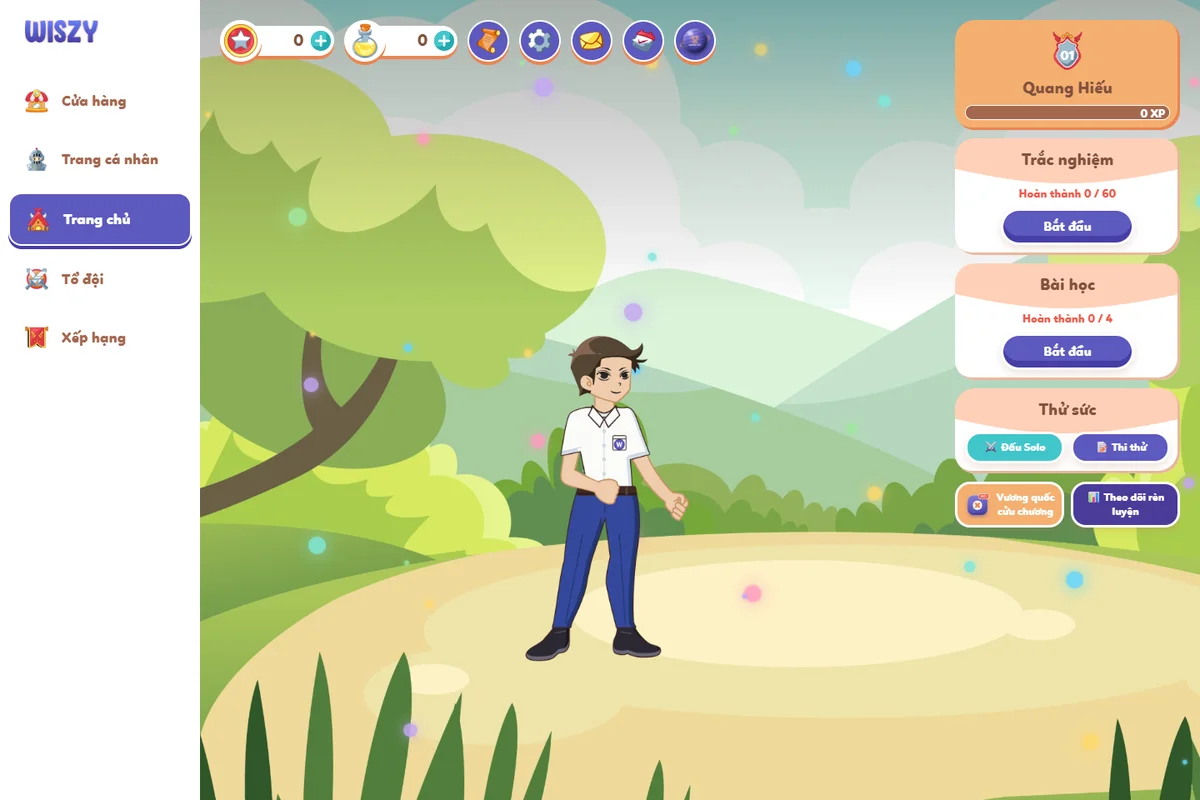 WISZY
Cửa hàng
Trang cá nhân
Trang chủ
Tổ đội
Xếp hạng
0
0
01
Quang Hiếu
0 XP
Trắc nghiệm
Hoàn thành 0 / 60
Bắt đầu
Bài học
Hoàn thành 0 / 4
Bắt đầu
Thử sức
Đấu Solo
Thi thử
Vương quốc
cửu chương
Theo dõi rèn
luyện
W